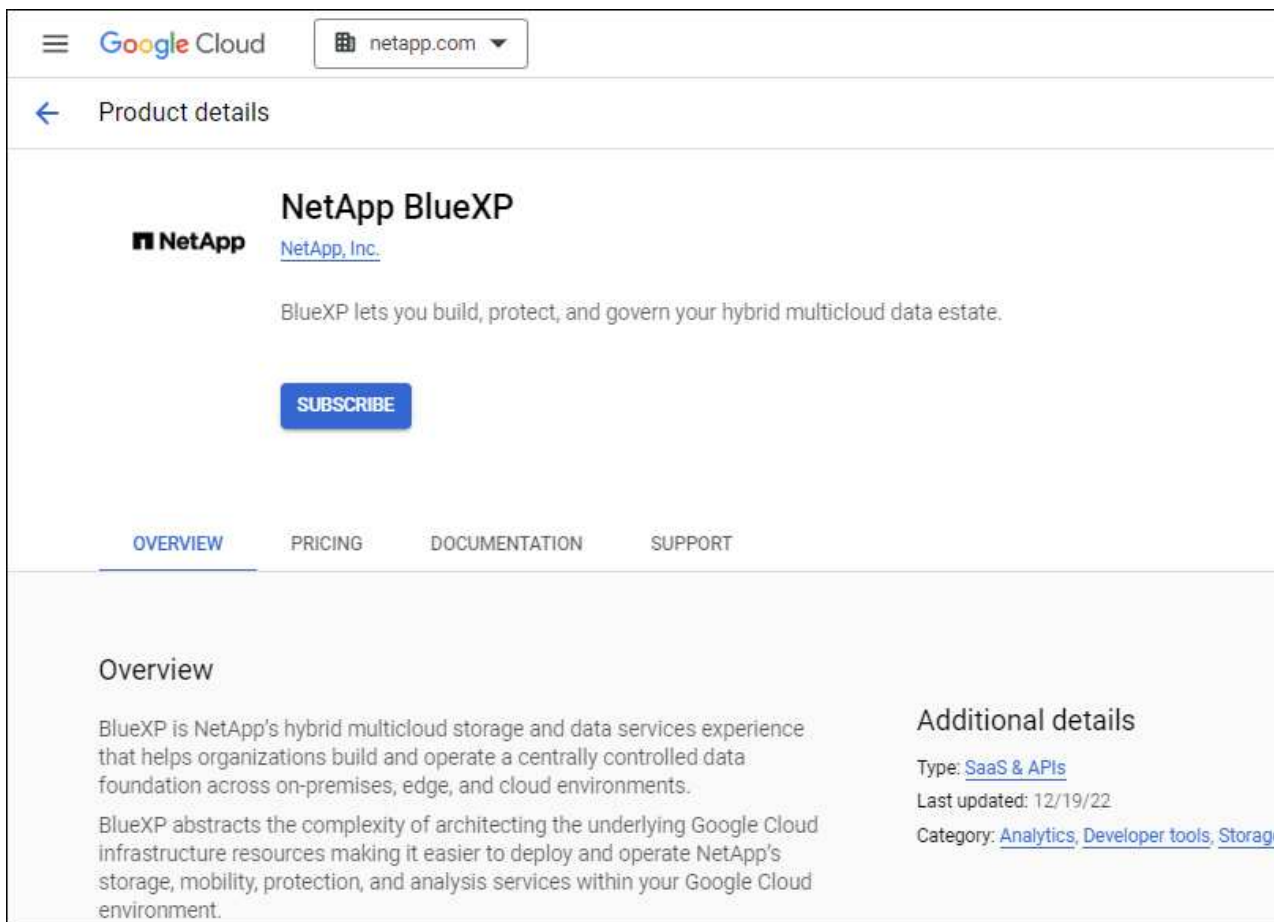 Google Cloud
netapp.com
Product details
NetApp
NetApp BlueXP
NetApp, Inc.
BlueXP lets you build, protect, and govern your hybrid multicloud data estate.
SUBSCRIBE
OVERVIEW PRICING DOCUMENTATION SUPPORT
Overview
BlueXP is NetApp's hybrid multicloud storage and data services experience
that helps organizations build and operate a centrally controlled data
foundation across on-premises, edge, and cloud environments.
BlueXP abstracts the complexity of architecting the underlying Google Cloud
infrastructure resources making it easier to deploy and operate NetApp's
storage, mobility, protection, and analysis services within your Google Cloud
environment.
Additional details
Type: SaaS & APIs
Last updated: 12/19/22
Category: Analytics, Developer tools, Storag